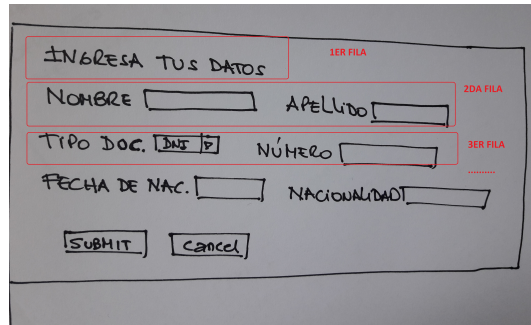 INGRESA TUS DATOS 1ER FILA
2DA FILA
NOMBRE APELLIDO
TIPO DOC. DNI NÚMERO 3ER FILA
FECHA DE NAC. NACIONALIDAD ..........
SUBMIT Cancel